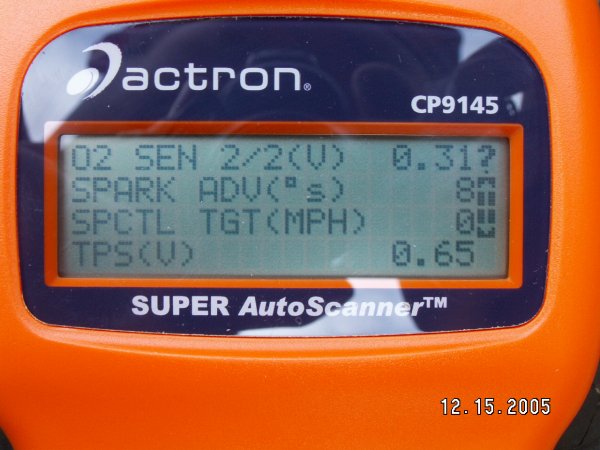 actron®
CP9145
O2 SEN 2/2(V) 0.31?
SPARK ADV(°s) 8
SPCTL TGT(MPH) 0
TPS(V) 0.65
SUPER AutoScanner™
12.15.2005